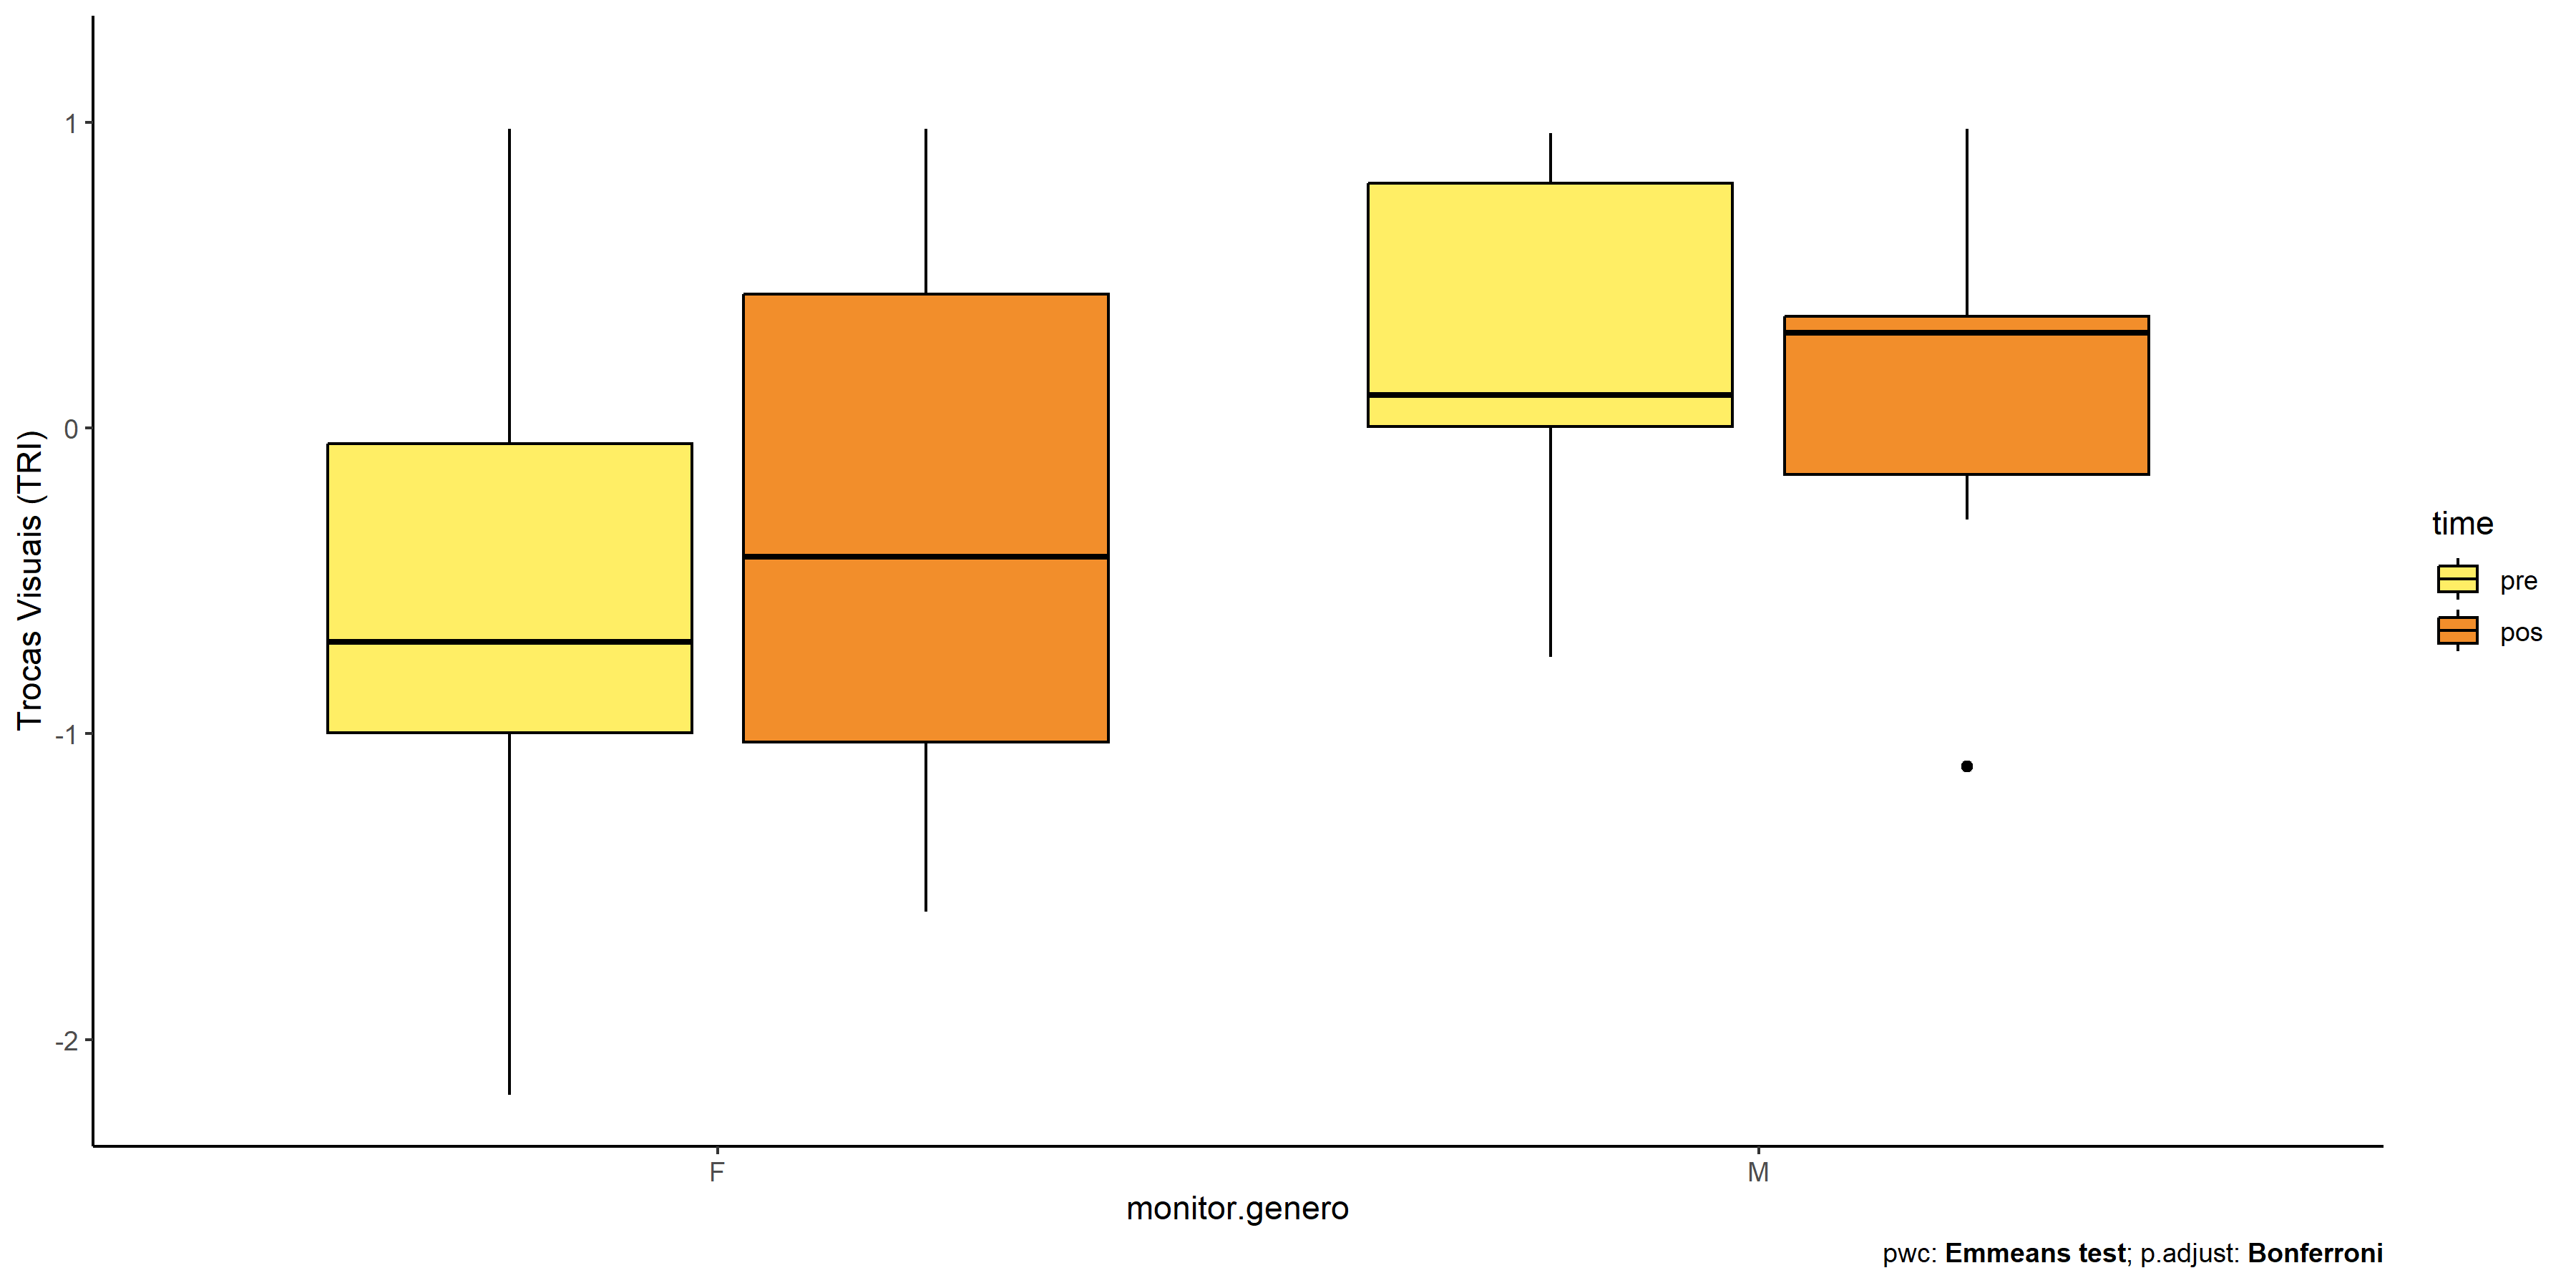 Trocas Visuais (TRI)
1
0
-1
-2
F
M
monitor.genero
time
pre
pos
pwc: Emmeans test; p.adjust: Bonferroni